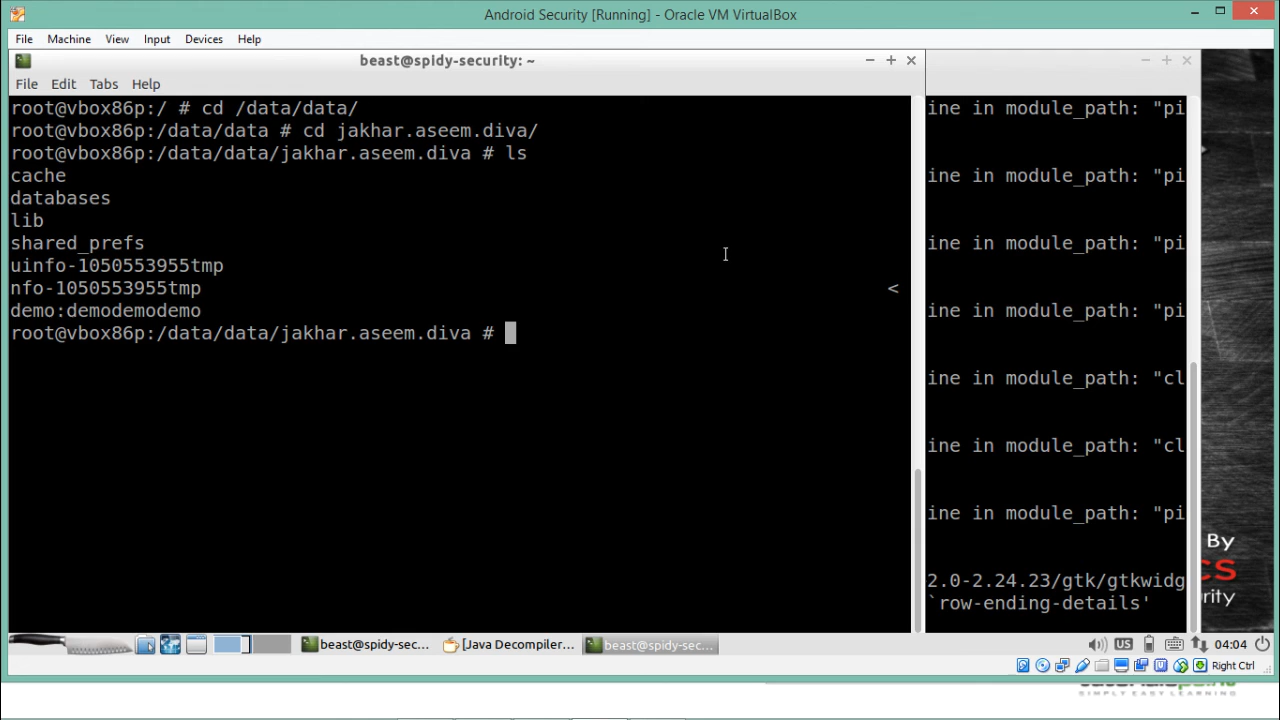 Android Security [Running] - Oracle VM VirtualBox
File Machine View Input Devices Help
beast@spidy-security: ~
File Edit Tabs Help
root@vbox86p:/ # cd /data/data/
root@vbox86p:/data/data # cd jakhar.aseem.diva/
root@vbox86p:/data/data/jakhar.aseem.diva # ls
cache
databases
lib
shared_prefs
uinfo-1050553955tmp
nfo-1050553955tmp <
demo:demodemodemo
root@vbox86p:/data/data/jakhar.aseem.diva #
ine in module_path: "pi
ine in module_path: "pi
ine in module_path: "pi
ine in module_path: "pi
ine in module_path: "cl
ine in module_path: "cl
ine in module_path: "pi
2.0-2.24.23/gtk/gtkwidg
`row-ending-details'
By
CS
rity
beast@spidy-sec... [Java Decompiler... beast@spidy-sec... US 04:04
Right Ctrl
SIMPLY EASY LEARNING